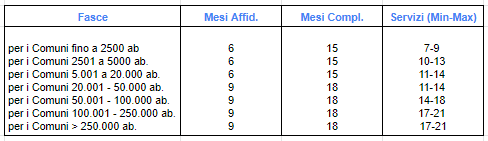 Fasce Mesi Affid. Mesi Compl. Servizi (Min-Max)
per i Comuni fino a 2500 ab 6 15 7-9
per i Comuni 2501 a 5000 ab. 6 15 10-13
per i Comuni 5.001 a 20.000 ab. 6 15 11-14
per i Comuni 20.001 - 50.000 ab. 9 18 11-14
per i Comuni 50.001 - 100.000 ab. 9 18 14-18
per i Comuni 100.001 - 250.000 ab. 9 18 17-21
per i Comuni > 250.000 ab. 9 18 17-21